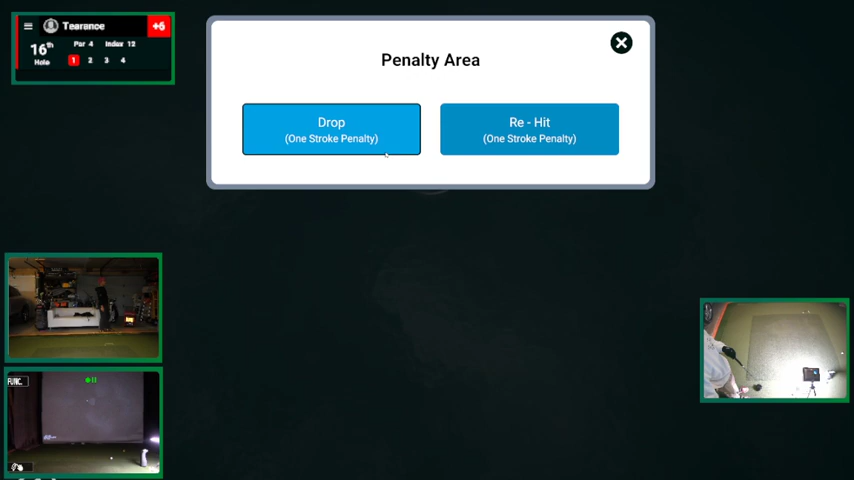 Tearance
+6
16th
Hole
Par 4 Index 12
1 2 3 4
Penalty Area
Drop
(One Stroke Penalty)
Re - Hit
(One Stroke Penalty)
FUNC.